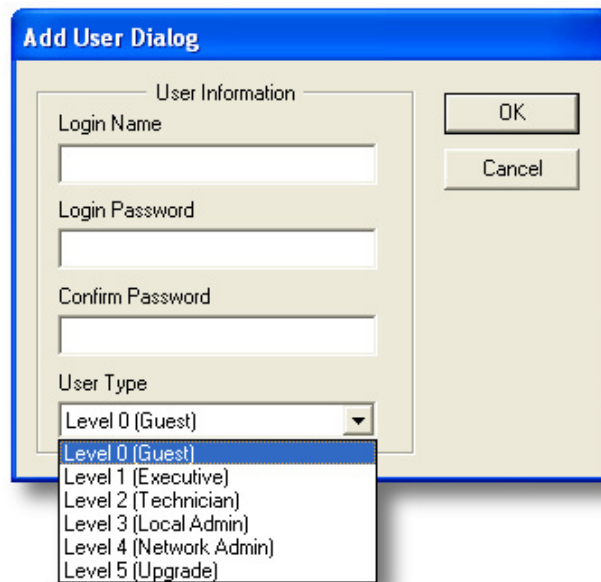 Add User Dialog
User Information
Login Name
Login Password
Confirm Password
User Type
Level 0 (Guest)
Level 0 (Guest)
Level 1 (Executive)
Level 2 (Technician)
Level 3 (Local Admin)
Level 4 (Network Admin)
Level 5 (Upgrade)
OK
Cancel